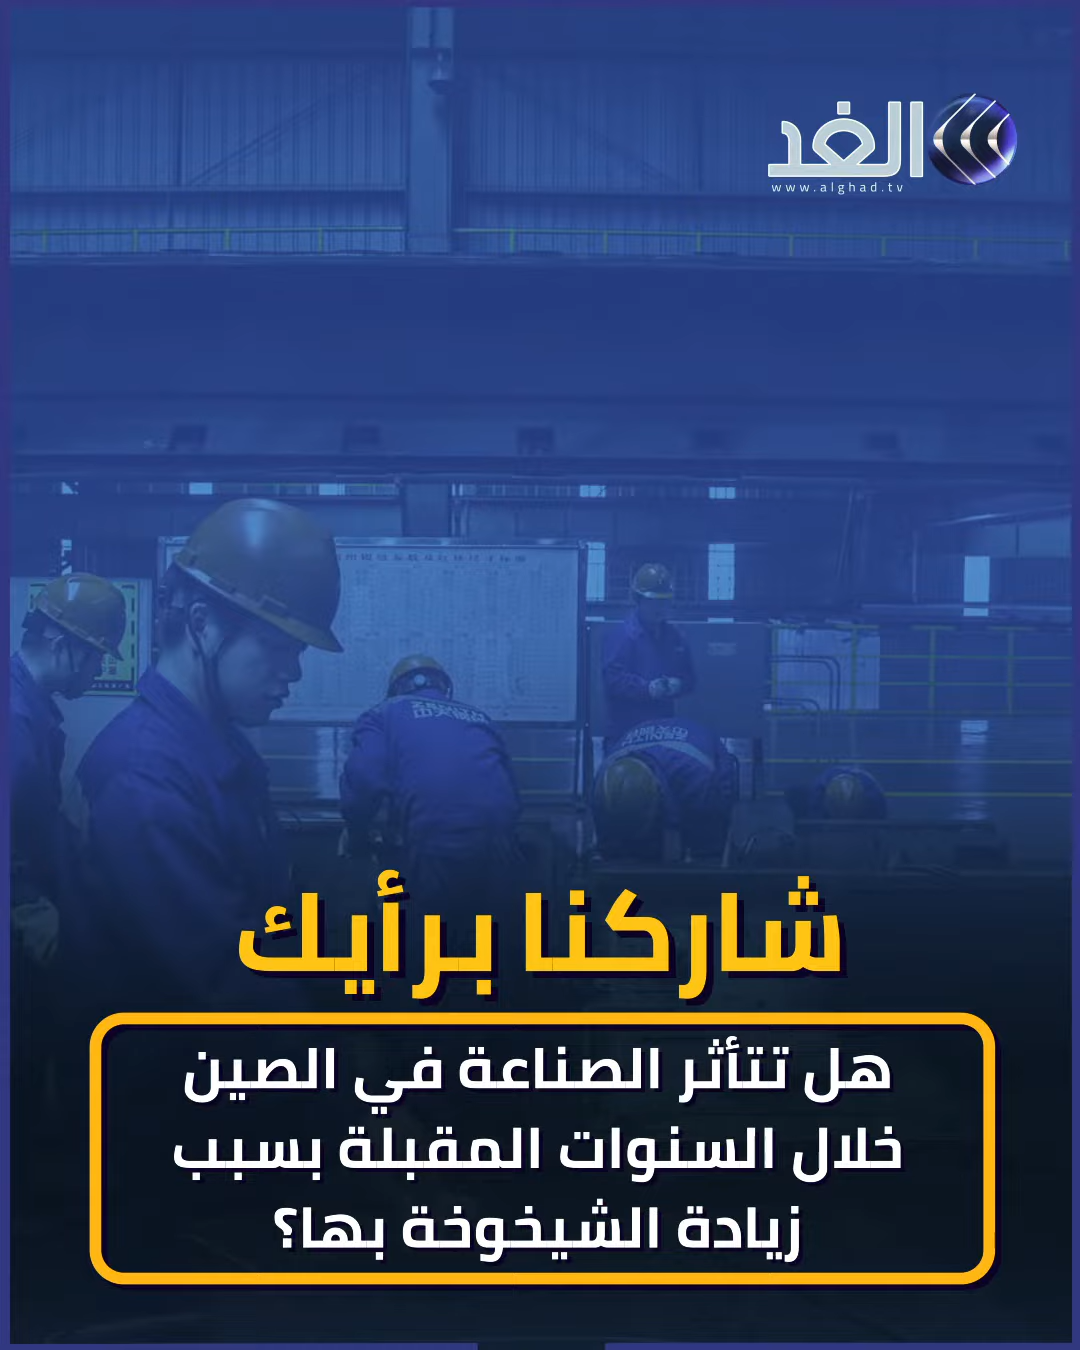 الغد
www.alghad.tv
شاركنا برأيك
هل تتأثر الصناعة في الصين
خلال السنوات المقبلة بسبب
زيادة الشيخوخة بها؟